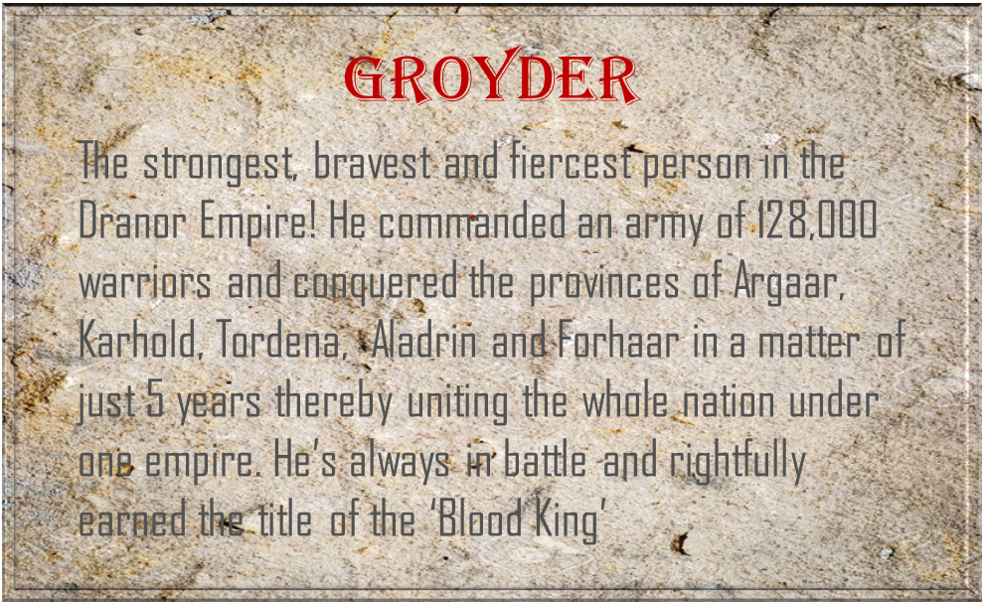 GROYDER
The strongest, bravest and fiercest person in the
Dranor Empire! He commanded an army of 128,000
warriors and conquered the provinces of Argaar,
Karhold, Tordena, Aladrin and Forhaar in a matter of
just 5 years thereby uniting the whole nation under
one empire. He's always in battle and rightfully
earned the title of the ‘Blood King’